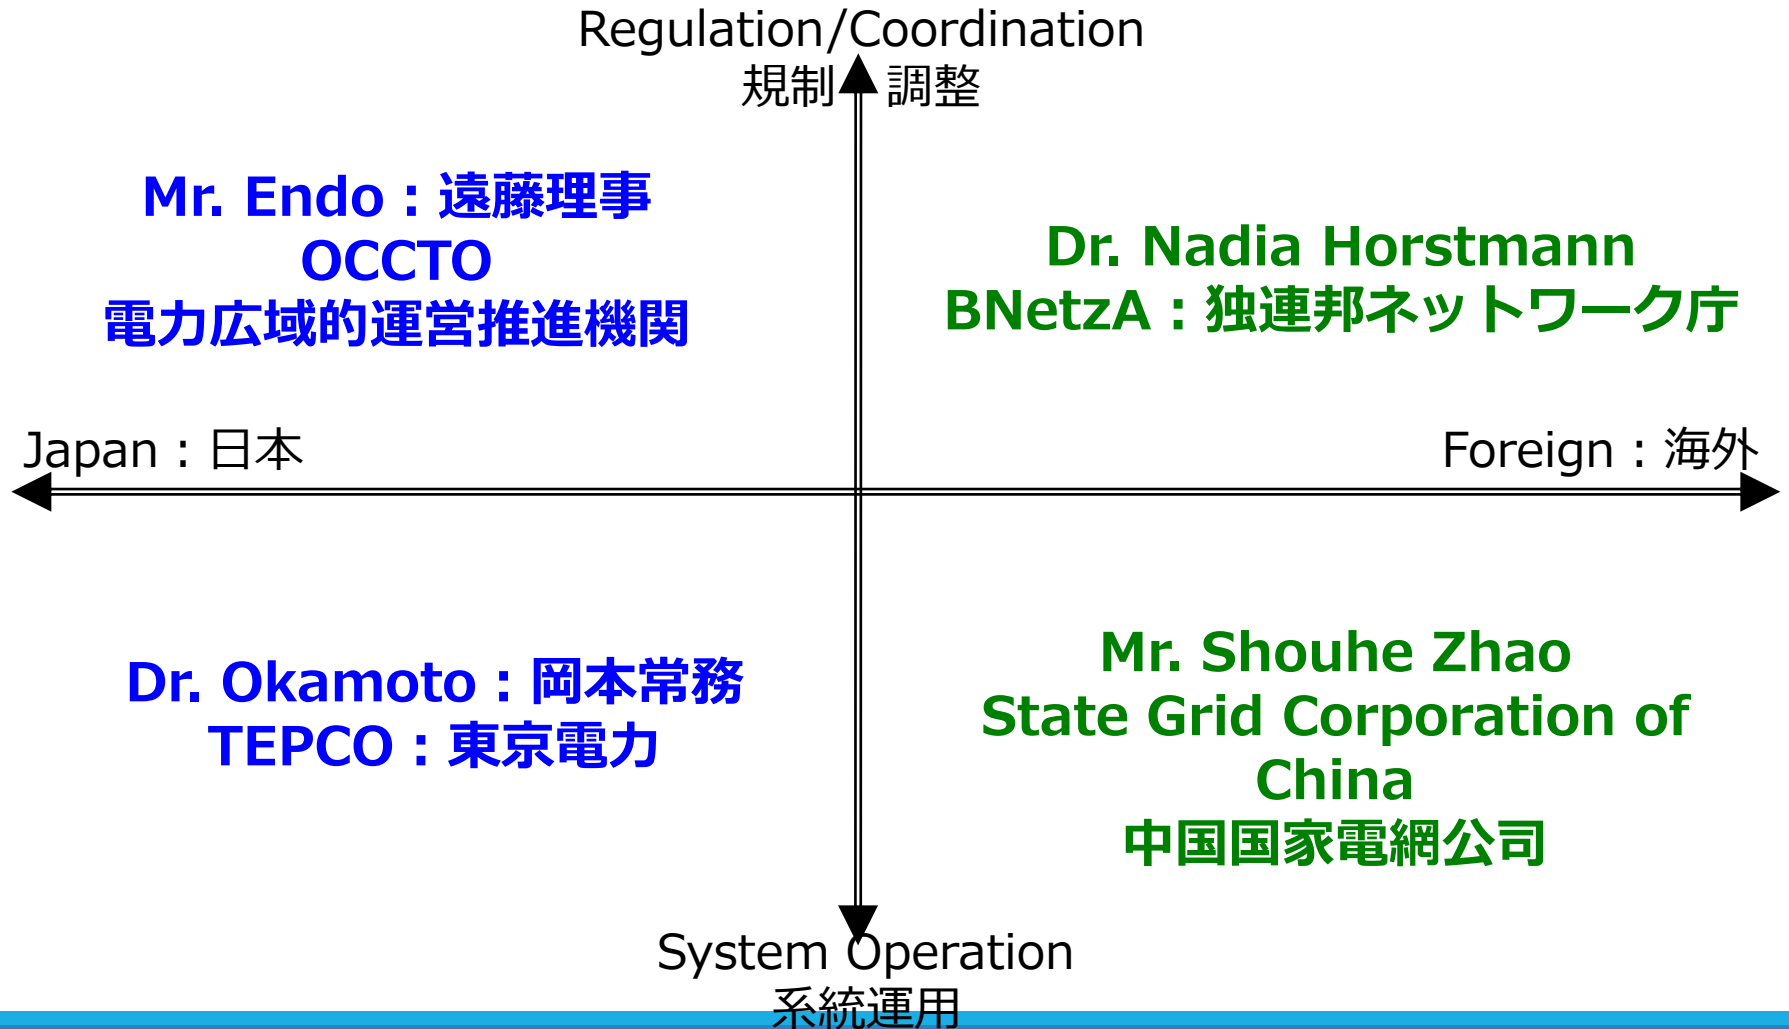 Regulation/Coordination
規制 調整
Mr. Endo：遠藤理事
OCCTO
電力広域的運営推進機関
Dr. Nadia Horstmann
BNetzA：独連邦ネットワーク庁
Japan：日本
Foreign：海外
Dr. Okamoto：岡本常務
TEPCO：東京電力
Mr. Shouhe Zhao
State Grid Corporation of
China
中国国家電網公司
System Operation
系統運用